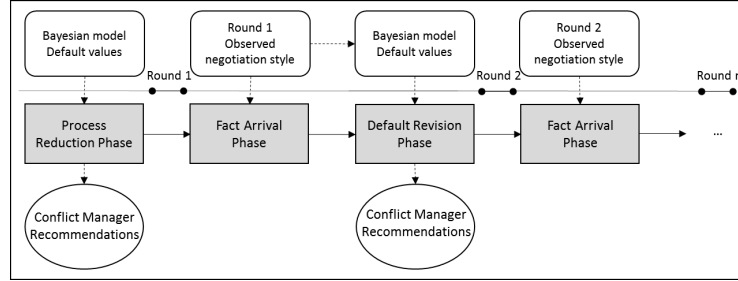 Bayesian model
Default values
Round 1
Observed
negotiation style
Bayesian model
Default values
Round 2
Observed
negotiation style
Round 1
Round 2
Round n
Process
Reduction Phase
Fact Arrival
Phase
Default Revision
Phase
Fact Arrival
Phase
...
Conflict Manager
Recommendations
Conflict Manager
Recommendations